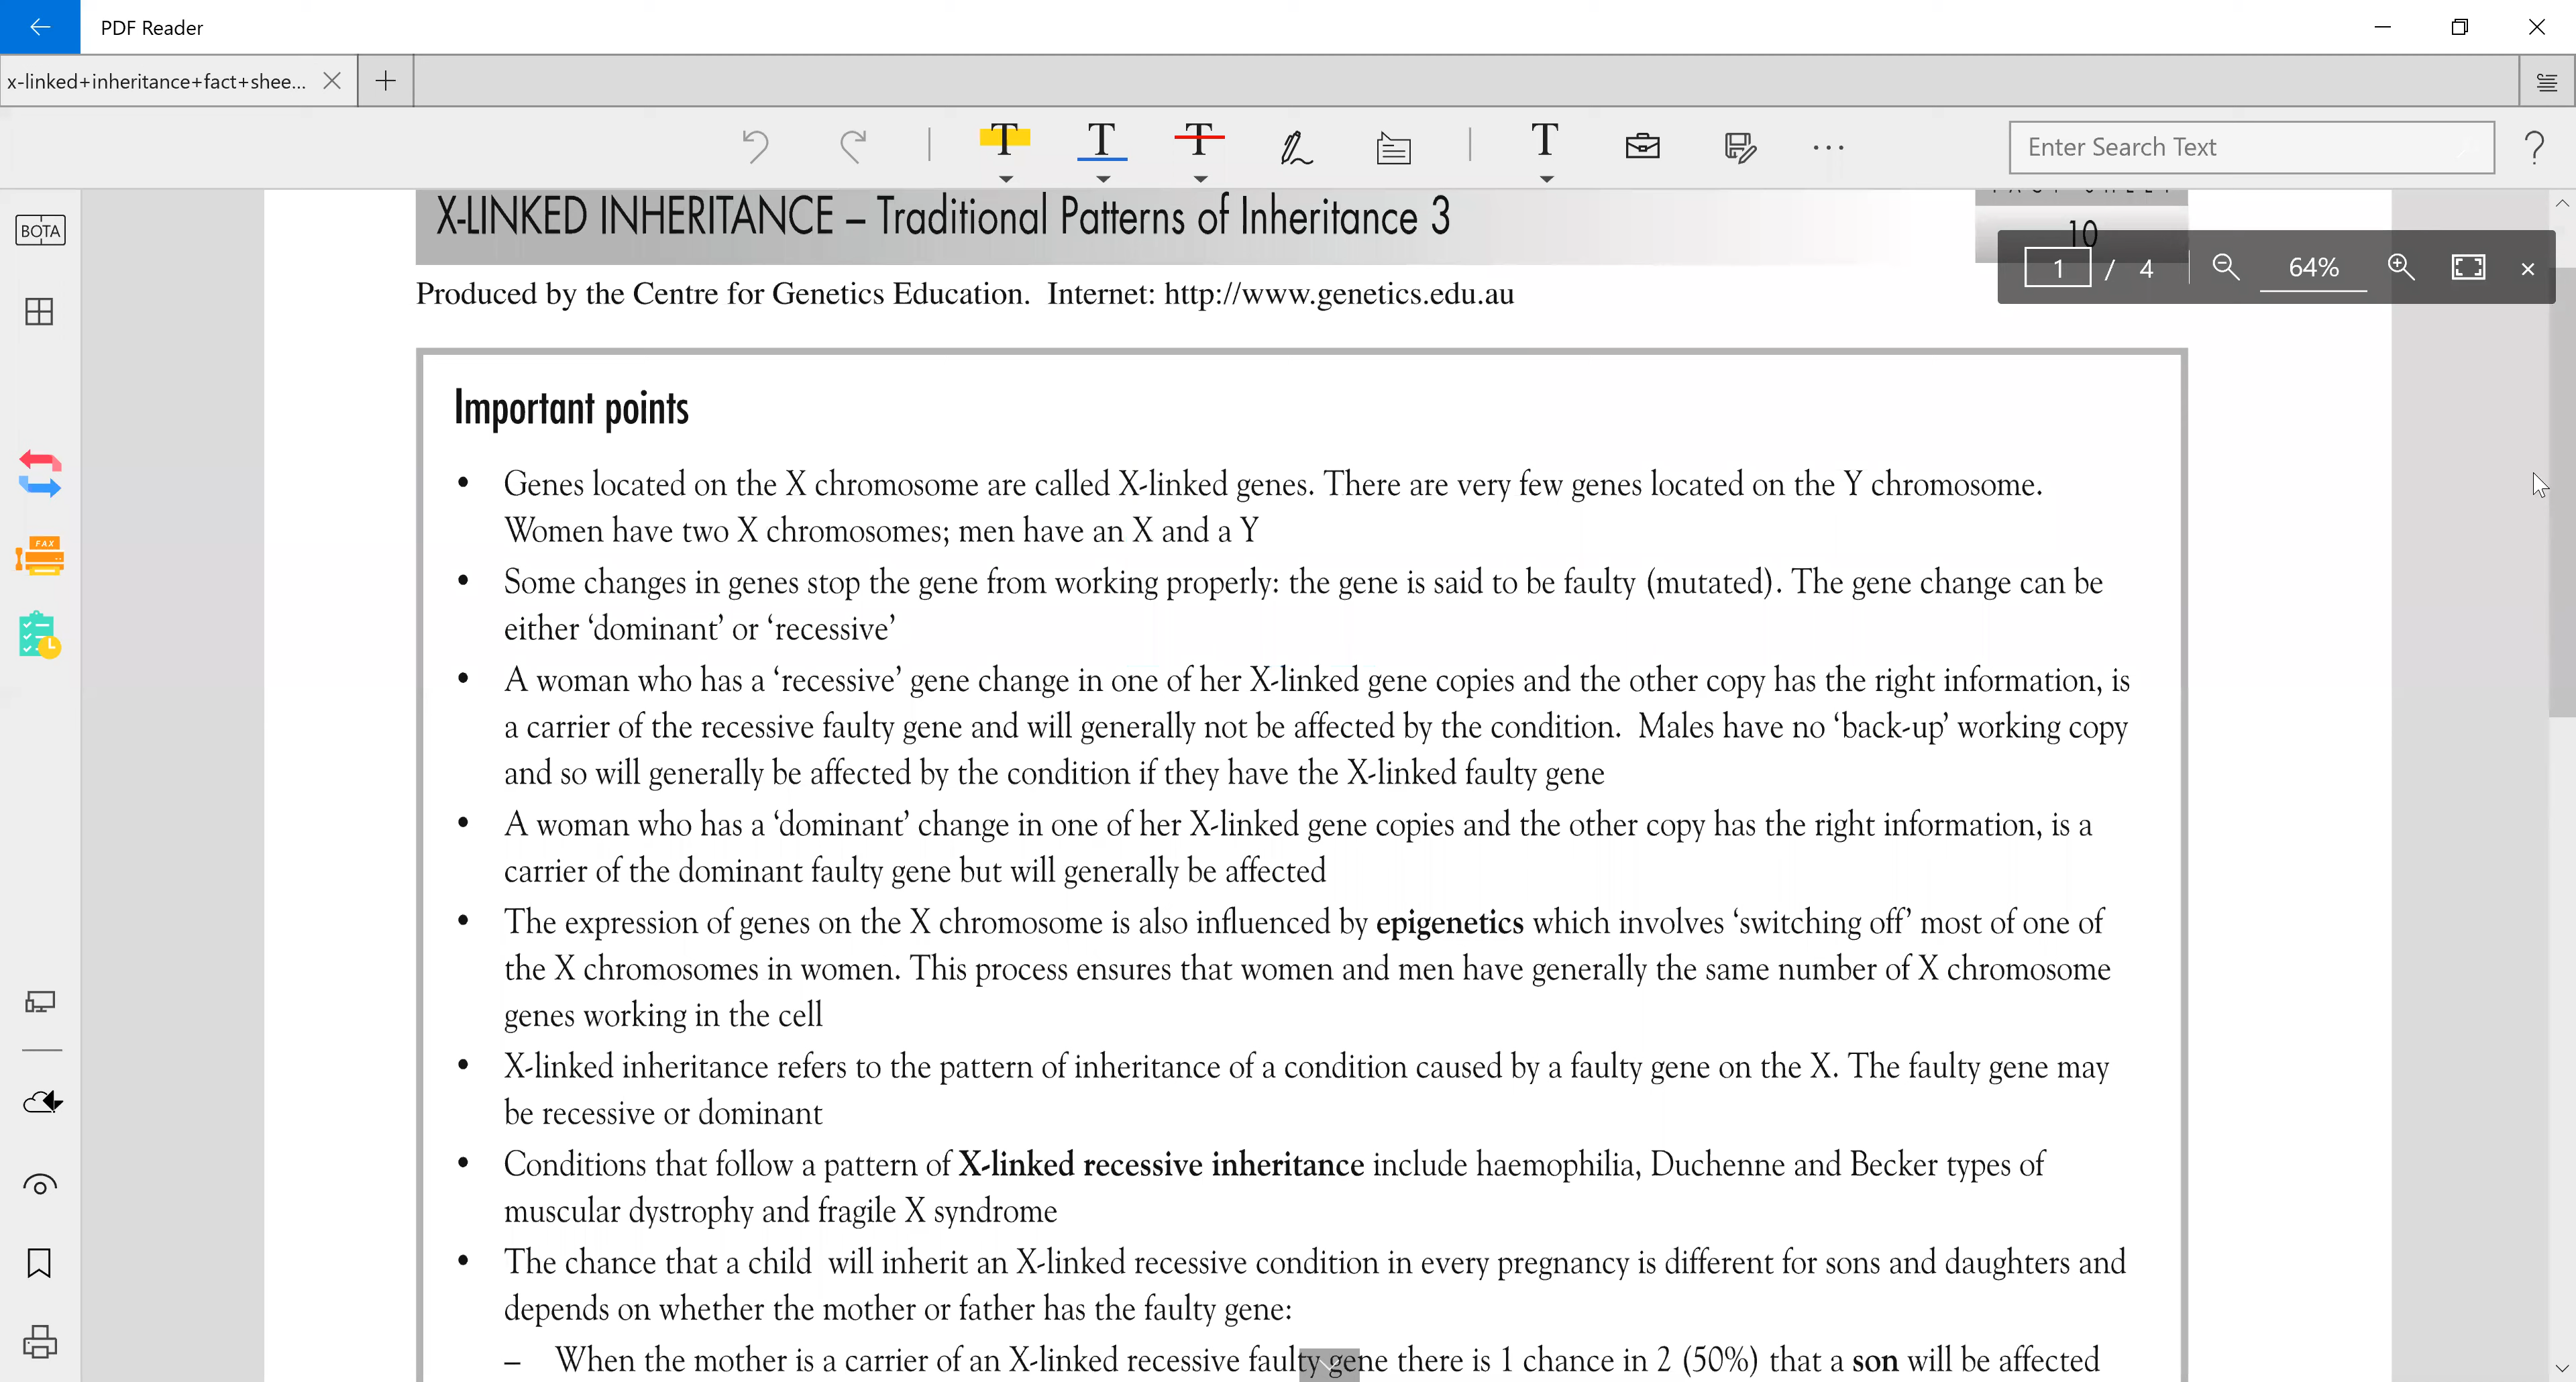 PDF Reader
x-linked+inheritance+fact+shee...
Enter Search Text
?
BOTA
X-LINKED INHERITANCE – Traditional Patterns of Inheritance 3
10
1 / 4
64%
Produced by the Centre for Genetics Education.  Internet: http://www.genetics.edu.au
FAX
Important points
• Genes located on the X chromosome are called X-linked genes. There are very few genes located on the Y chromosome.
Women have two X chromosomes; men have an X and a Y
• Some changes in genes stop the gene from working properly: the gene is said to be faulty (mutated). The gene change can be
either ‘dominant’ or ‘recessive’
• A woman who has a ‘recessive’ gene change in one of her X-linked gene copies and the other copy has the right information, is
a carrier of the recessive faulty gene and will generally not be affected by the condition.  Males have no ‘back-up’ working copy
and so will generally be affected by the condition if they have the X-linked faulty gene
• A woman who has a ‘dominant’ change in one of her X-linked gene copies and the other copy has the right information, is a
carrier of the dominant faulty gene but will generally be affected
• The expression of genes on the X chromosome is also influenced by epigenetics which involves ‘switching off’ most of one of
the X chromosomes in women. This process ensures that women and men have generally the same number of X chromosome
genes working in the cell
• X-linked inheritance refers to the pattern of inheritance of a condition caused by a faulty gene on the X. The faulty gene may
be recessive or dominant
• Conditions that follow a pattern of X-linked recessive inheritance include haemophilia, Duchenne and Becker types of
muscular dystrophy and fragile X syndrome
• The chance that a child  will inherit an X-linked recessive condition in every pregnancy is different for sons and daughters and
depends on whether the mother or father has the faulty gene:
– When the mother is a carrier of an X-linked recessive faulty gene there is 1 chance in 2 (50%) that a son will be affected